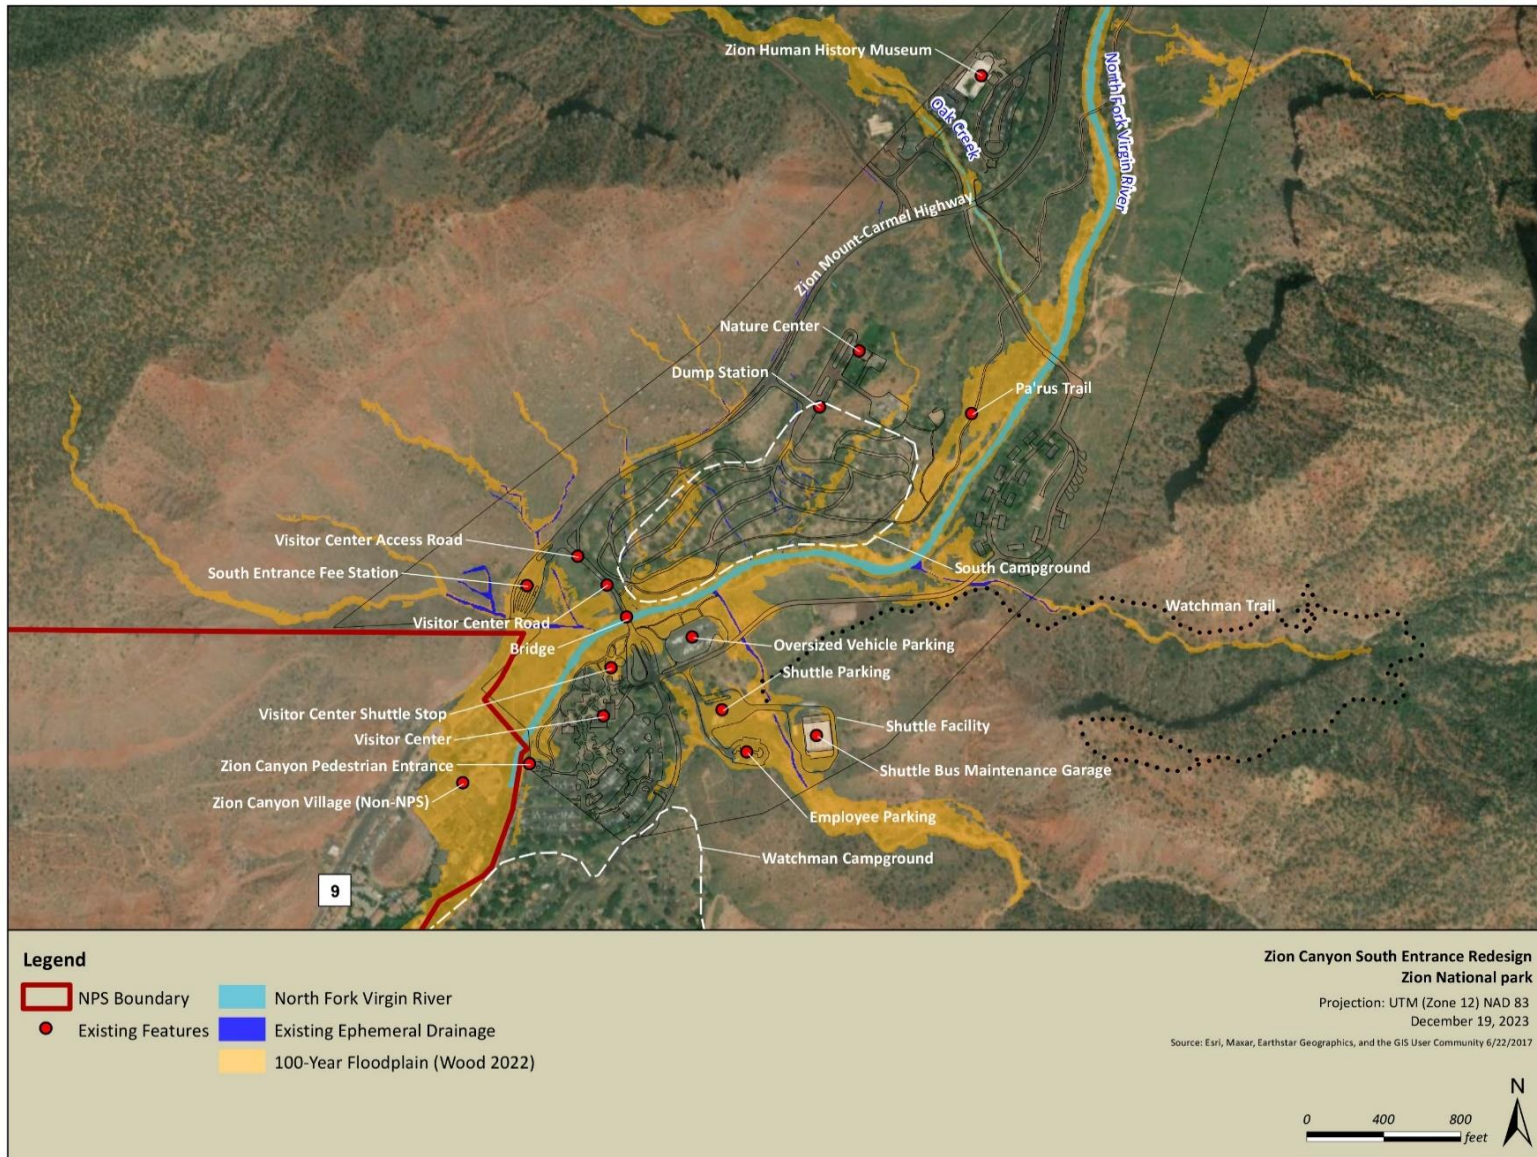 Zion Human History Museum
North Fork Virgin River
Oak Creek
Zion Mount-Carmel Highway
Nature Center
Dump Station
Pa'rus Trail
Visitor Center Access Road
South Entrance Fee Station
South Campground
Watchman Trail
Visitor Center Road
Bridge
Oversized Vehicle Parking
Shuttle Parking
Visitor Center Shuttle Stop
Shuttle Facility
Visitor Center
Zion Canyon Pedestrian Entrance
Shuttle Bus Maintenance Garage
Zion Canyon Village (Non-NPS)
Employee Parking
Watchman Campground
9
Legend
NPS Boundary
Existing Features
North Fork Virgin River
Existing Ephemeral Drainage
100-Year Floodplain (Wood 2022)
Zion Canyon South Entrance Redesign
Zion National park
Projection: UTM (Zone 12) NAD 83
December 19, 2023
Source: Esri, Maxar, Earthstar Geographics, and the GIS User Community 6/22/2017
N
0 400 800
feet